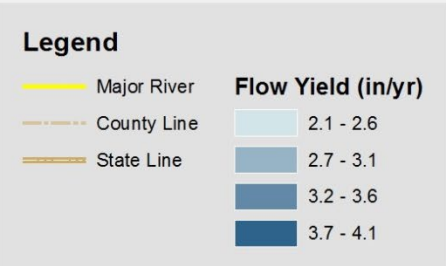 Legend
Major River
County Line
State Line
Flow Yield (in/yr)
2.1 - 2.6
2.7 - 3.1
3.2 - 3.6
3.7 - 4.1